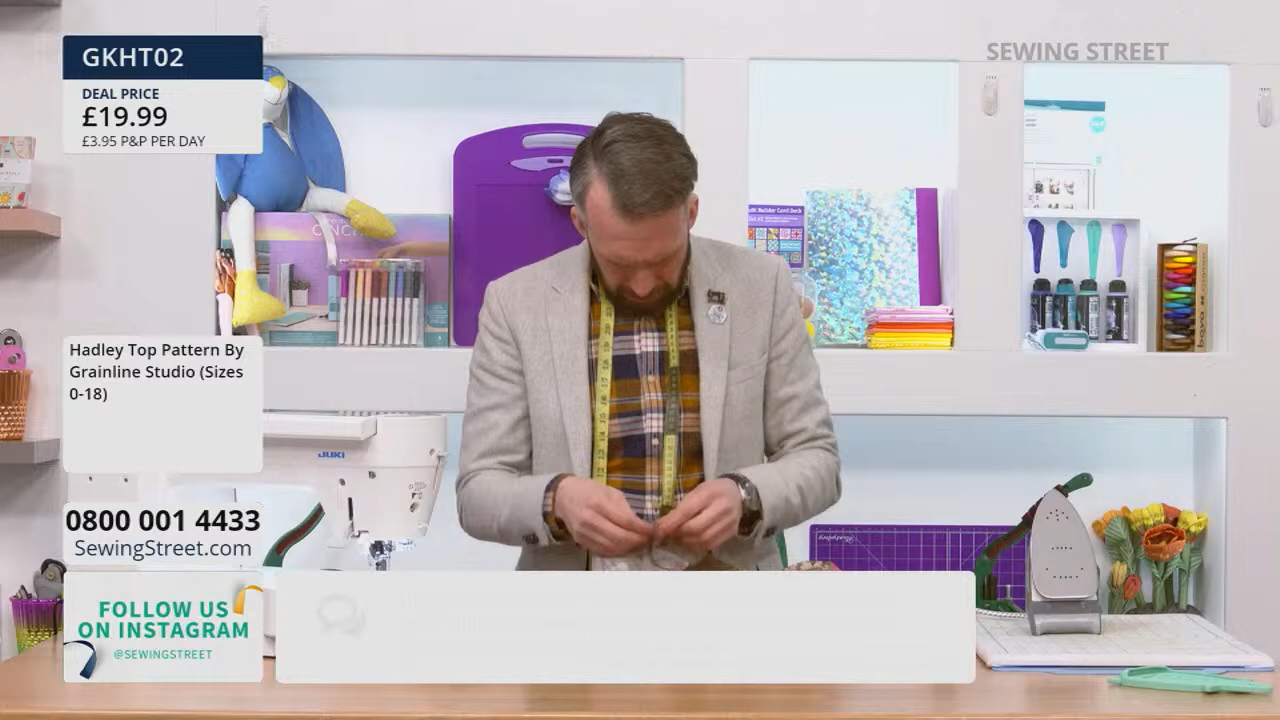 GKHT02
DEAL PRICE
£19.99
£3.95 P&P PER DAY
SEWING STREET
Hadley Top Pattern By
Grainline Studio (Sizes
0-18)
JUKI
0800 001 4433
SewingStreet.com
FOLLOW US
ON INSTAGRAM
@SEWINGSTREET